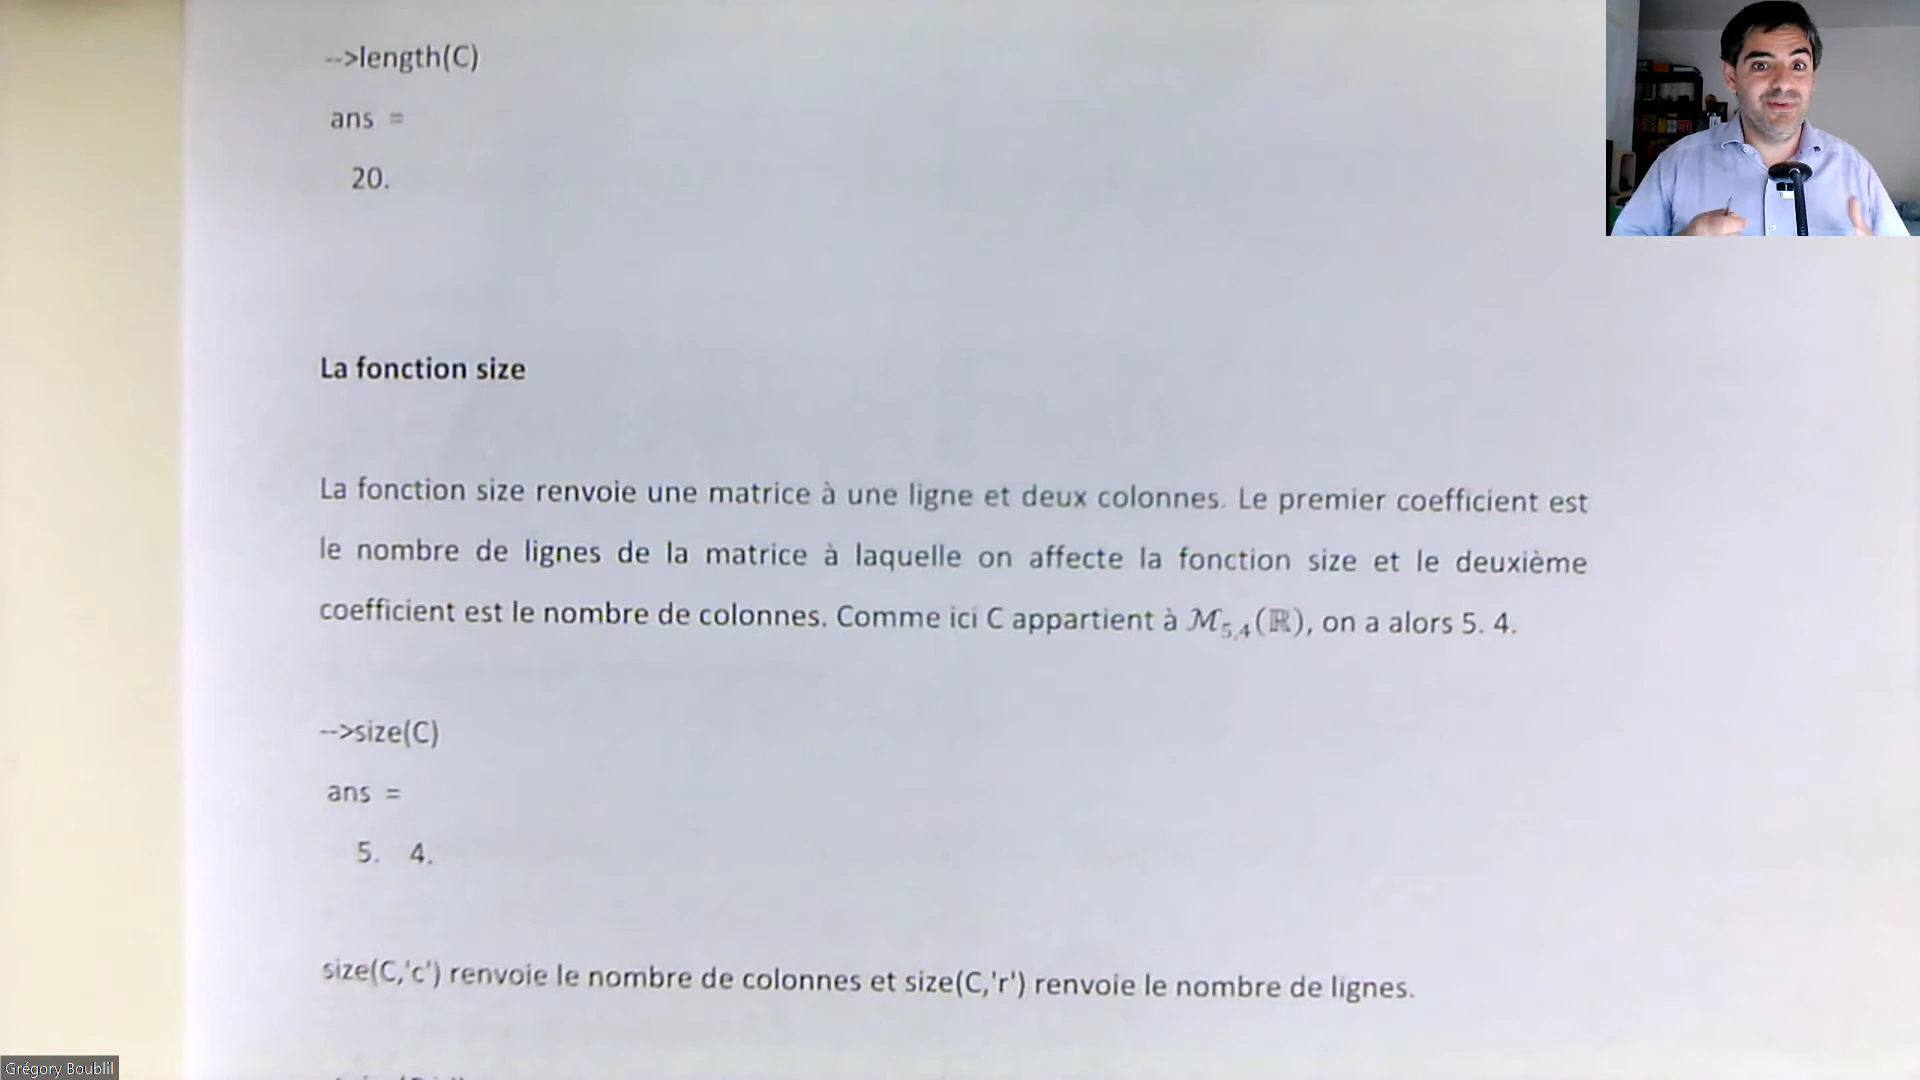 -->length(C)
ans =
20.
La fonction size
La fonction size renvoie une matrice à une ligne et deux colonnes. Le premier coefficient est
le nombre de lignes de la matrice à laquelle on affecte la fonction size et le deuxième
coefficient est le nombre de colonnes. Comme ici C appartient à ℳ₅,₄(ℝ), on a alors 5. 4.
-->size(C)
ans =
5. 4.
size(C,'c') renvoie le nombre de colonnes et size(C,'r') renvoie le nombre de lignes.
Grégory Boublil